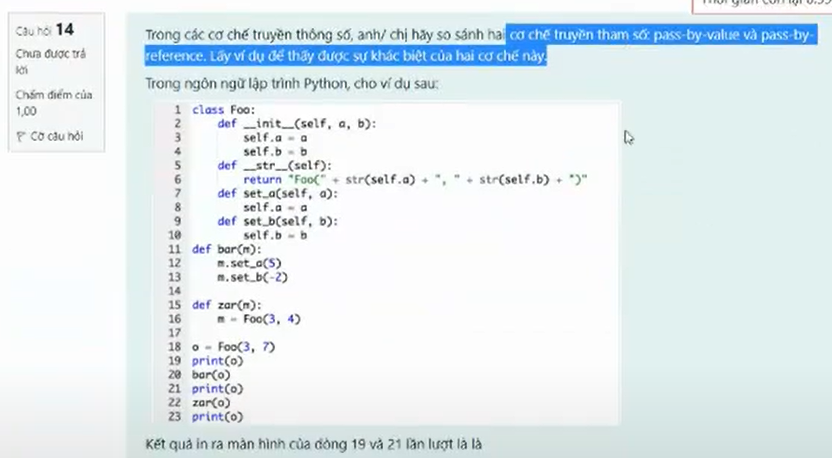 Thời gian còn lại 0:59
Câu hỏi 14
Chưa được trả
lời
Chấm điểm của
1,00
Cờ câu hỏi
Trong các cơ chế truyền thông số, anh/ chị hãy so sánh hai cơ chế truyền tham số: pass-by-value và pass-by-
reference. Lấy ví dụ để thấy được sự khác biệt của hai cơ chế này.
Trong ngôn ngữ lập trình Python, cho ví dụ sau:
1 class Foo:
2     def __init__(self, a, b):
3         self.a = a
4         self.b = b
5     def __str__(self):
6         return "Foo(" + str(self.a) + ", " + str(self.b) + ")"
7     def set_a(self, a):
8         self.a = a
9     def set_b(self, b):
10         self.b = b
11 def bar(m):
12     m.set_a(5)
13     m.set_b(-2)
14
15 def zar(m):
16     m = Foo(3, 4)
17
18 o = Foo(3, 7)
19 print(o)
20 bar(o)
21 print(o)
22 zar(o)
23 print(o)
Kết quả in ra màn hình của dòng 19 và 21 lần lượt là là